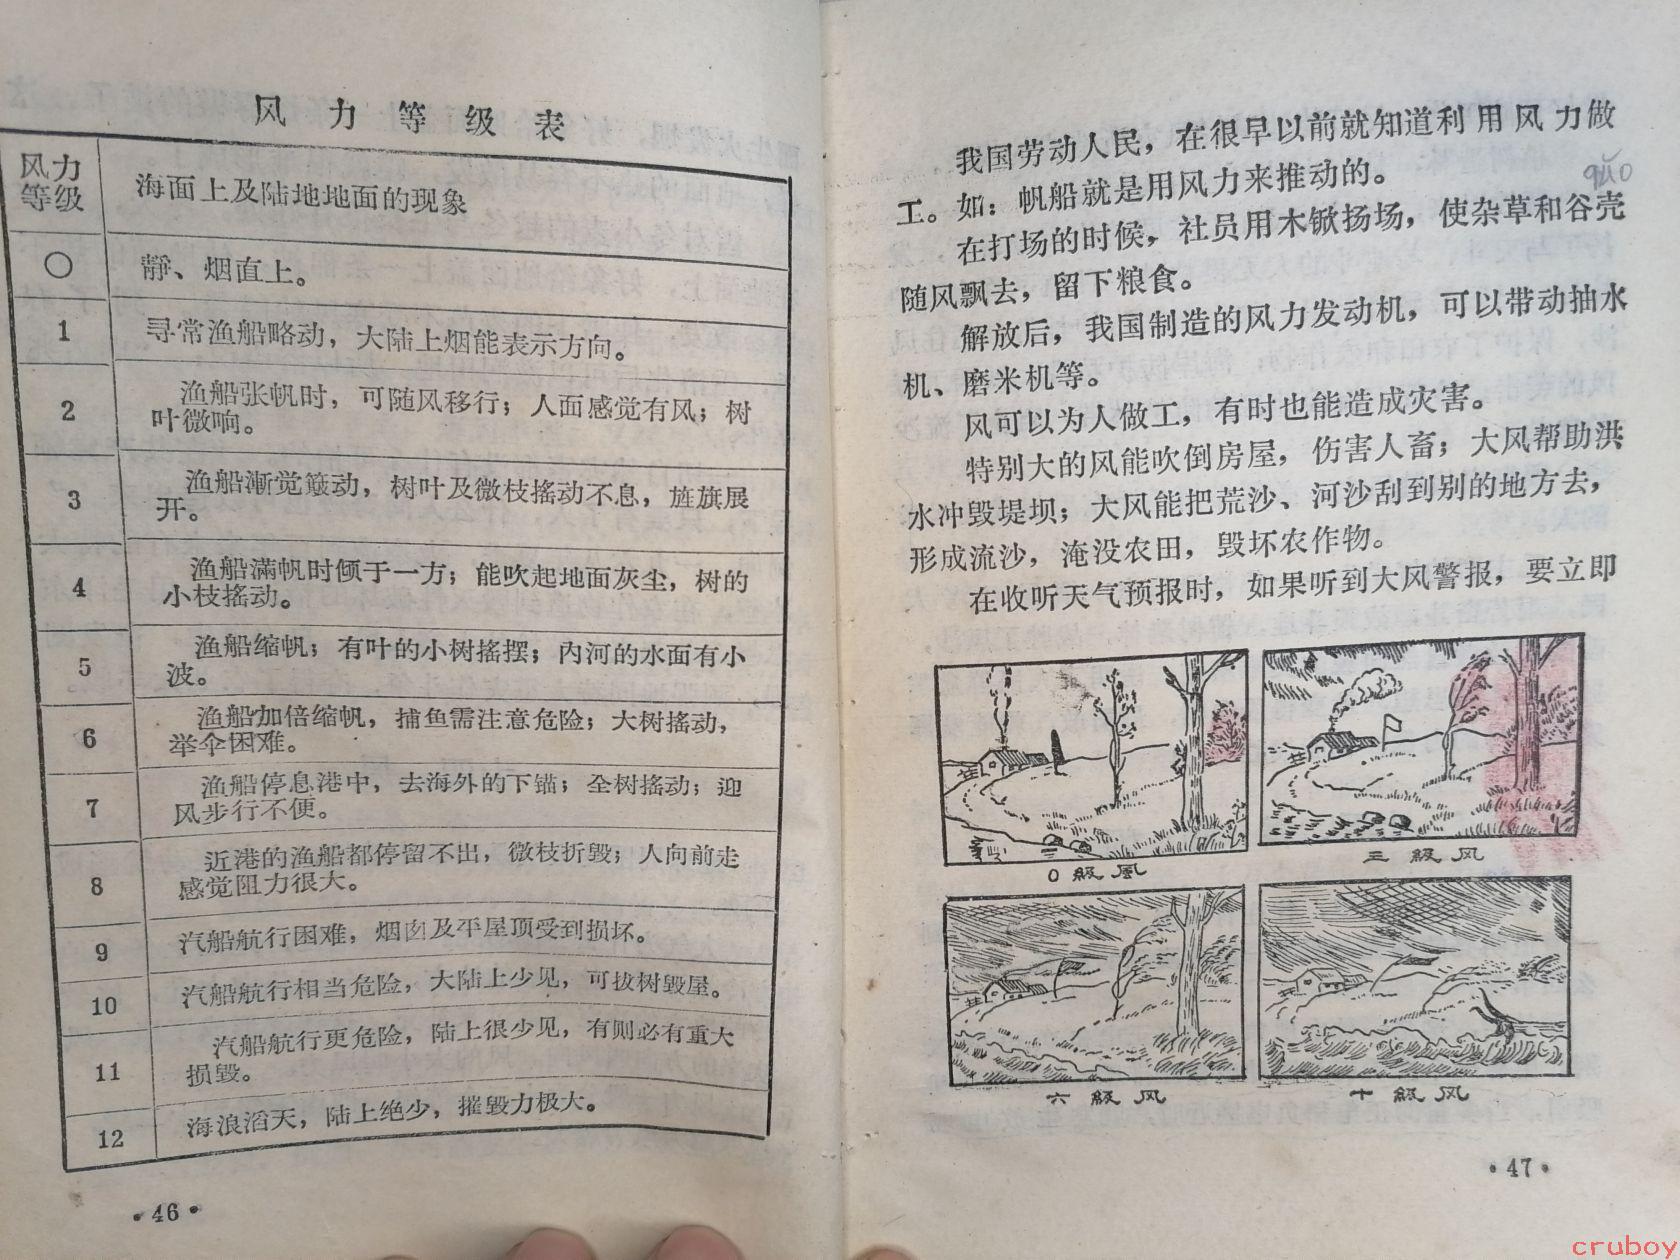 风力等级表
风力
等级
海面上及陆地地面的现象
〇
静、烟直上。
1
寻常渔船略动，大陆上烟能表示方向。
2
渔船张帆时，可随风移行；人面感觉有风；树
叶微响。
3
渔船渐觉簸动，树叶及微枝摇动不息，旌旗展
开。
4
渔船满帆时倾于一方；能吹起地面灰尘，树的
小枝摇动。
5
渔船缩帆；有叶的小树摇摆；内河的水面有小
波。
6
渔船加倍缩帆，捕鱼需注意危险；大树摇动，
举伞困难。
7
渔船停息港中，去海外的下锚；全树摇动；迎
风步行不便。
8
近港的渔船都停留不出，微枝折毁；人向前走
感觉阻力很大。
9
汽船航行困难，烟囱及平屋顶受到损坏。
10
汽船航行相当危险，大陆上少见，可拔树毁屋。
11
汽船航行更危险，陆上很少见，有则必有重大
损毁。
12
海浪滔天，陆上绝少，摧毁力极大。
·46·
我国劳动人民，在很早以前就知道利用风力做
工。如：帆船就是用风力来推动的。
在打场的时候，社员用木锨扬场，使杂草和谷壳
随风飘去，留下粮食。
解放后，我国制造的风力发动机，可以带动抽水
机、磨米机等。
风可以为人做工，有时也能造成灾害。
特别大的风能吹倒房屋，伤害人畜；大风帮助洪
水冲毁堤坝；大风能把荒沙、河沙刮到别的地方去，
形成流沙，淹没农田，毁坏农作物。
在收听天气预报时，如果听到大风警报，要立即
0級風
三級风
六級风
十級风
·47·
cruboy